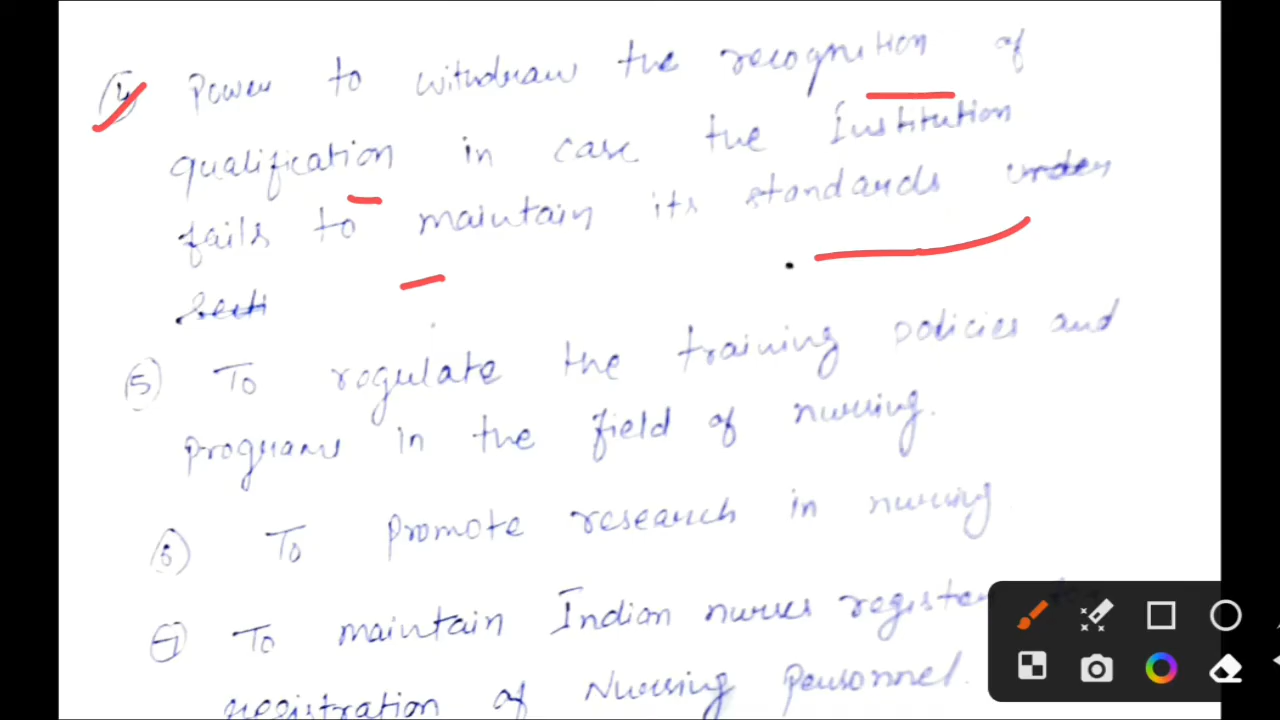 (4) Power to withdraw the recognition of
qualification in case the Institution
fails to maintain its standards under
(5) To rogulate the training policies and
programs in the field of nursing.
(6) To promote research in nursing
(7) To maintain Indian nurses register
registration of Nursing Personnel.